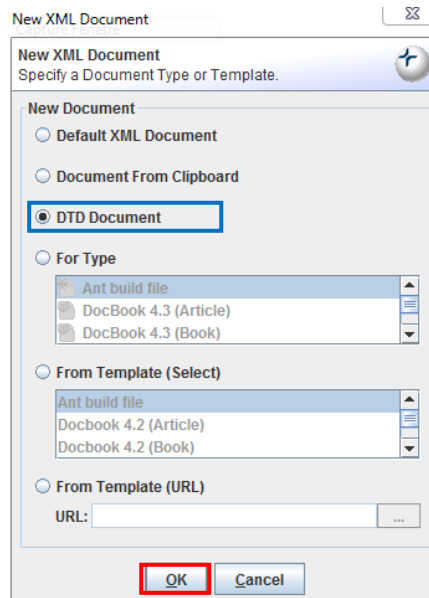 New XML Document
Capture Fenêtre
New XML Document
Specify a Document Type or Template.
New Document
Default XML Document
Document From Clipboard
DTD Document
For Type
Ant build file
DocBook 4.3 (Article)
DocBook 4.3 (Book)
From Template (Select)
Ant build file
Docbook 4.2 (Article)
Docbook 4.2 (Book)
From Template (URL)
URL:
...
OK Cancel